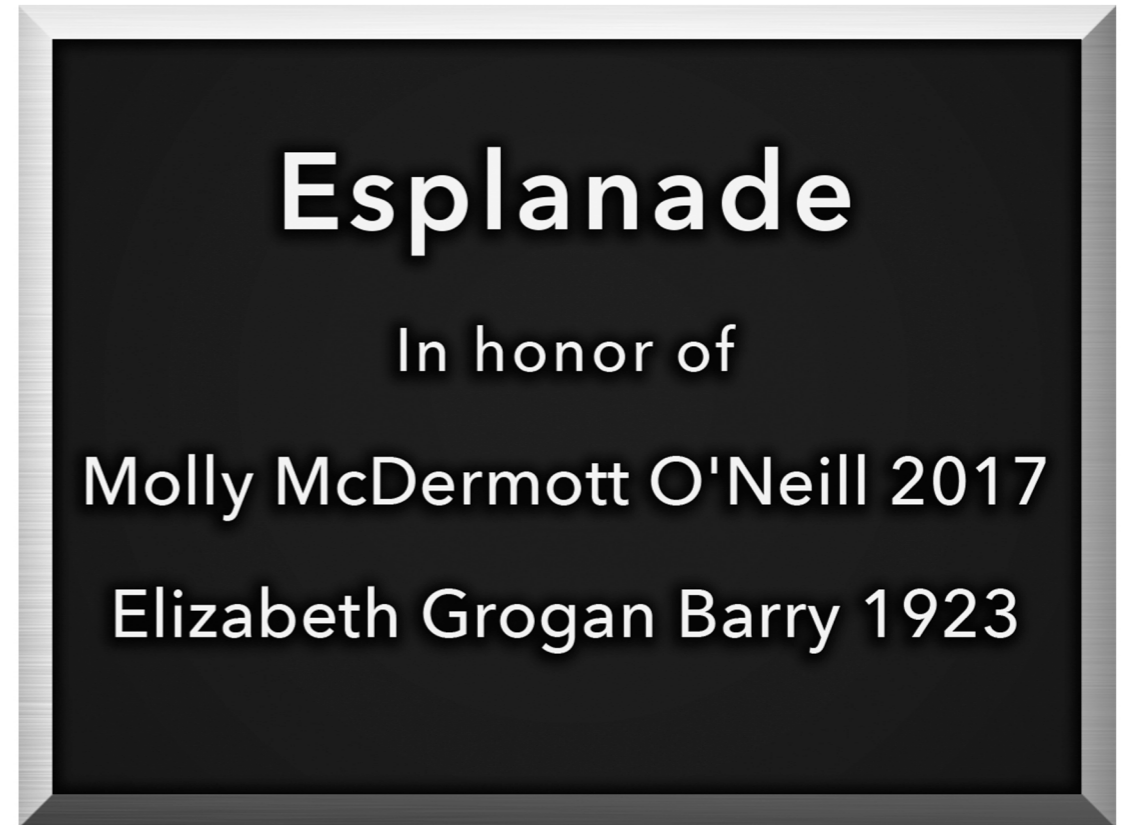 Esplanade
In honor of
Molly McDermott O'Neill 2017
Elizabeth Grogan Barry 1923